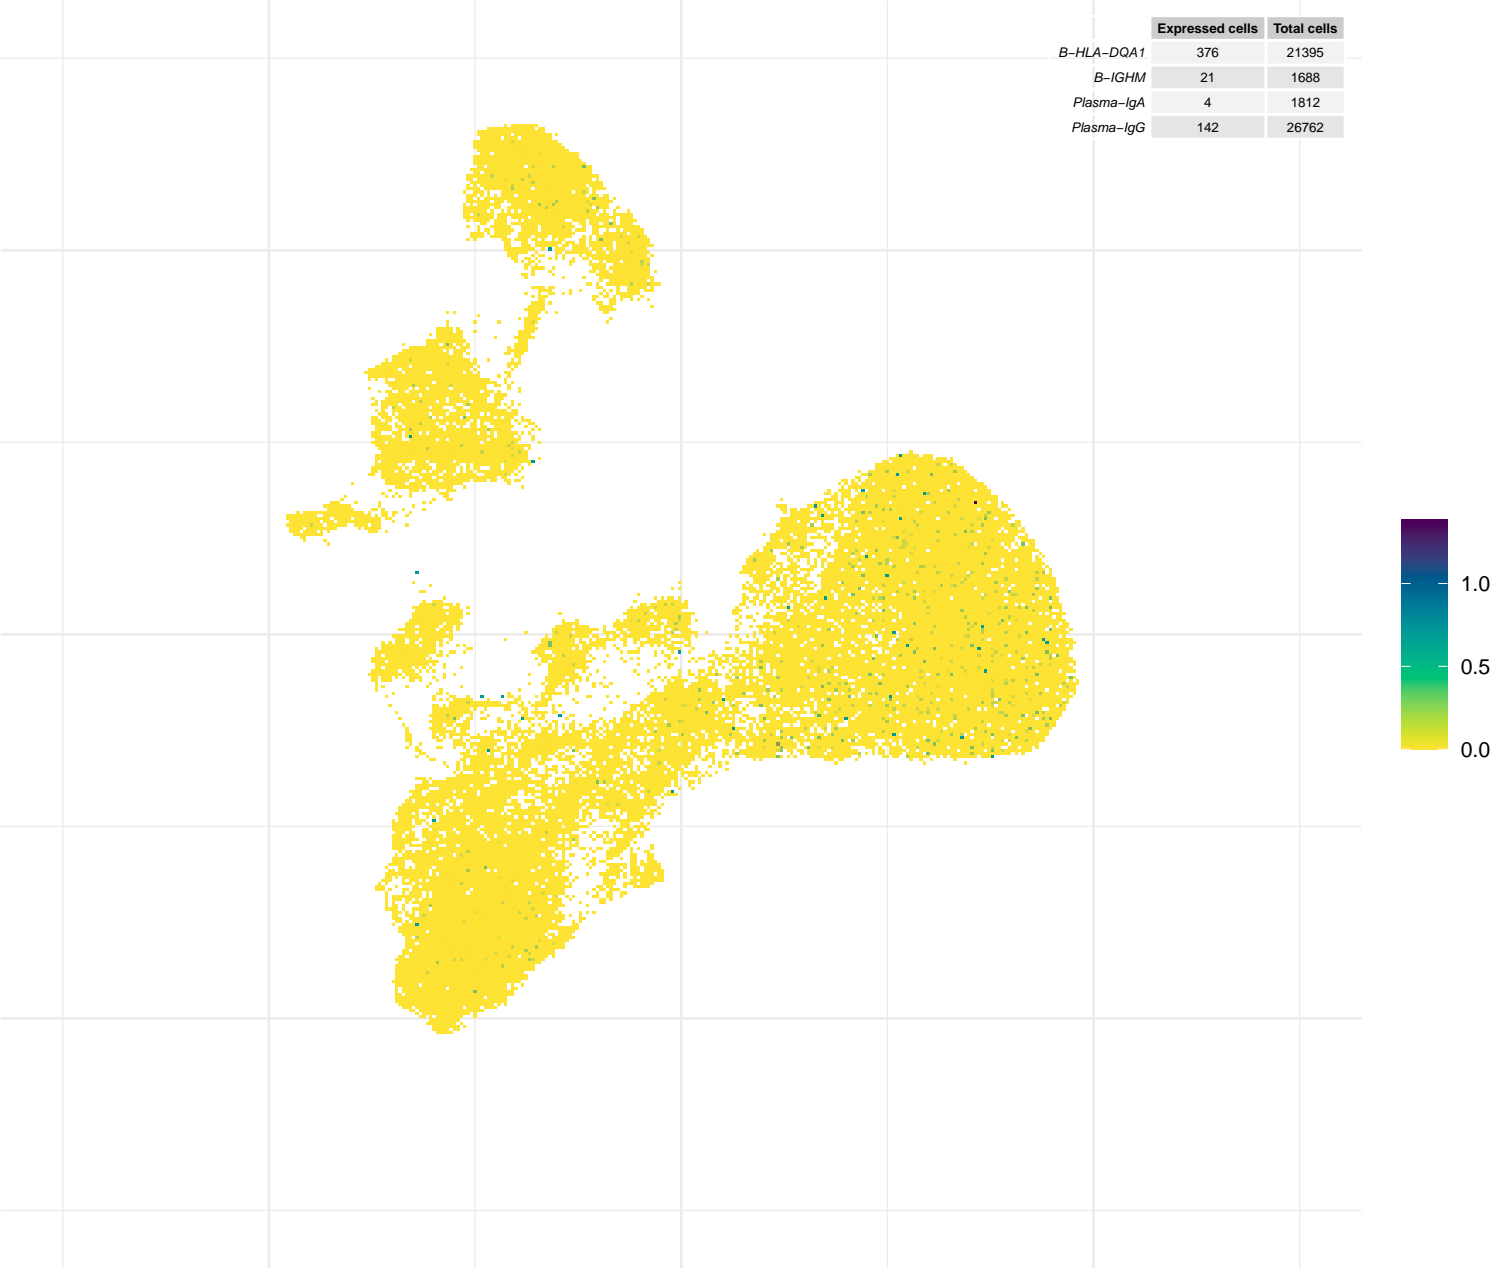 Expressed cells Total cells
B−HLA−DQA1 376 21395
B−IGHM 21 1688
Plasma−IgA 4 1812
Plasma−IgG 142 26762
1.0
0.5
0.0